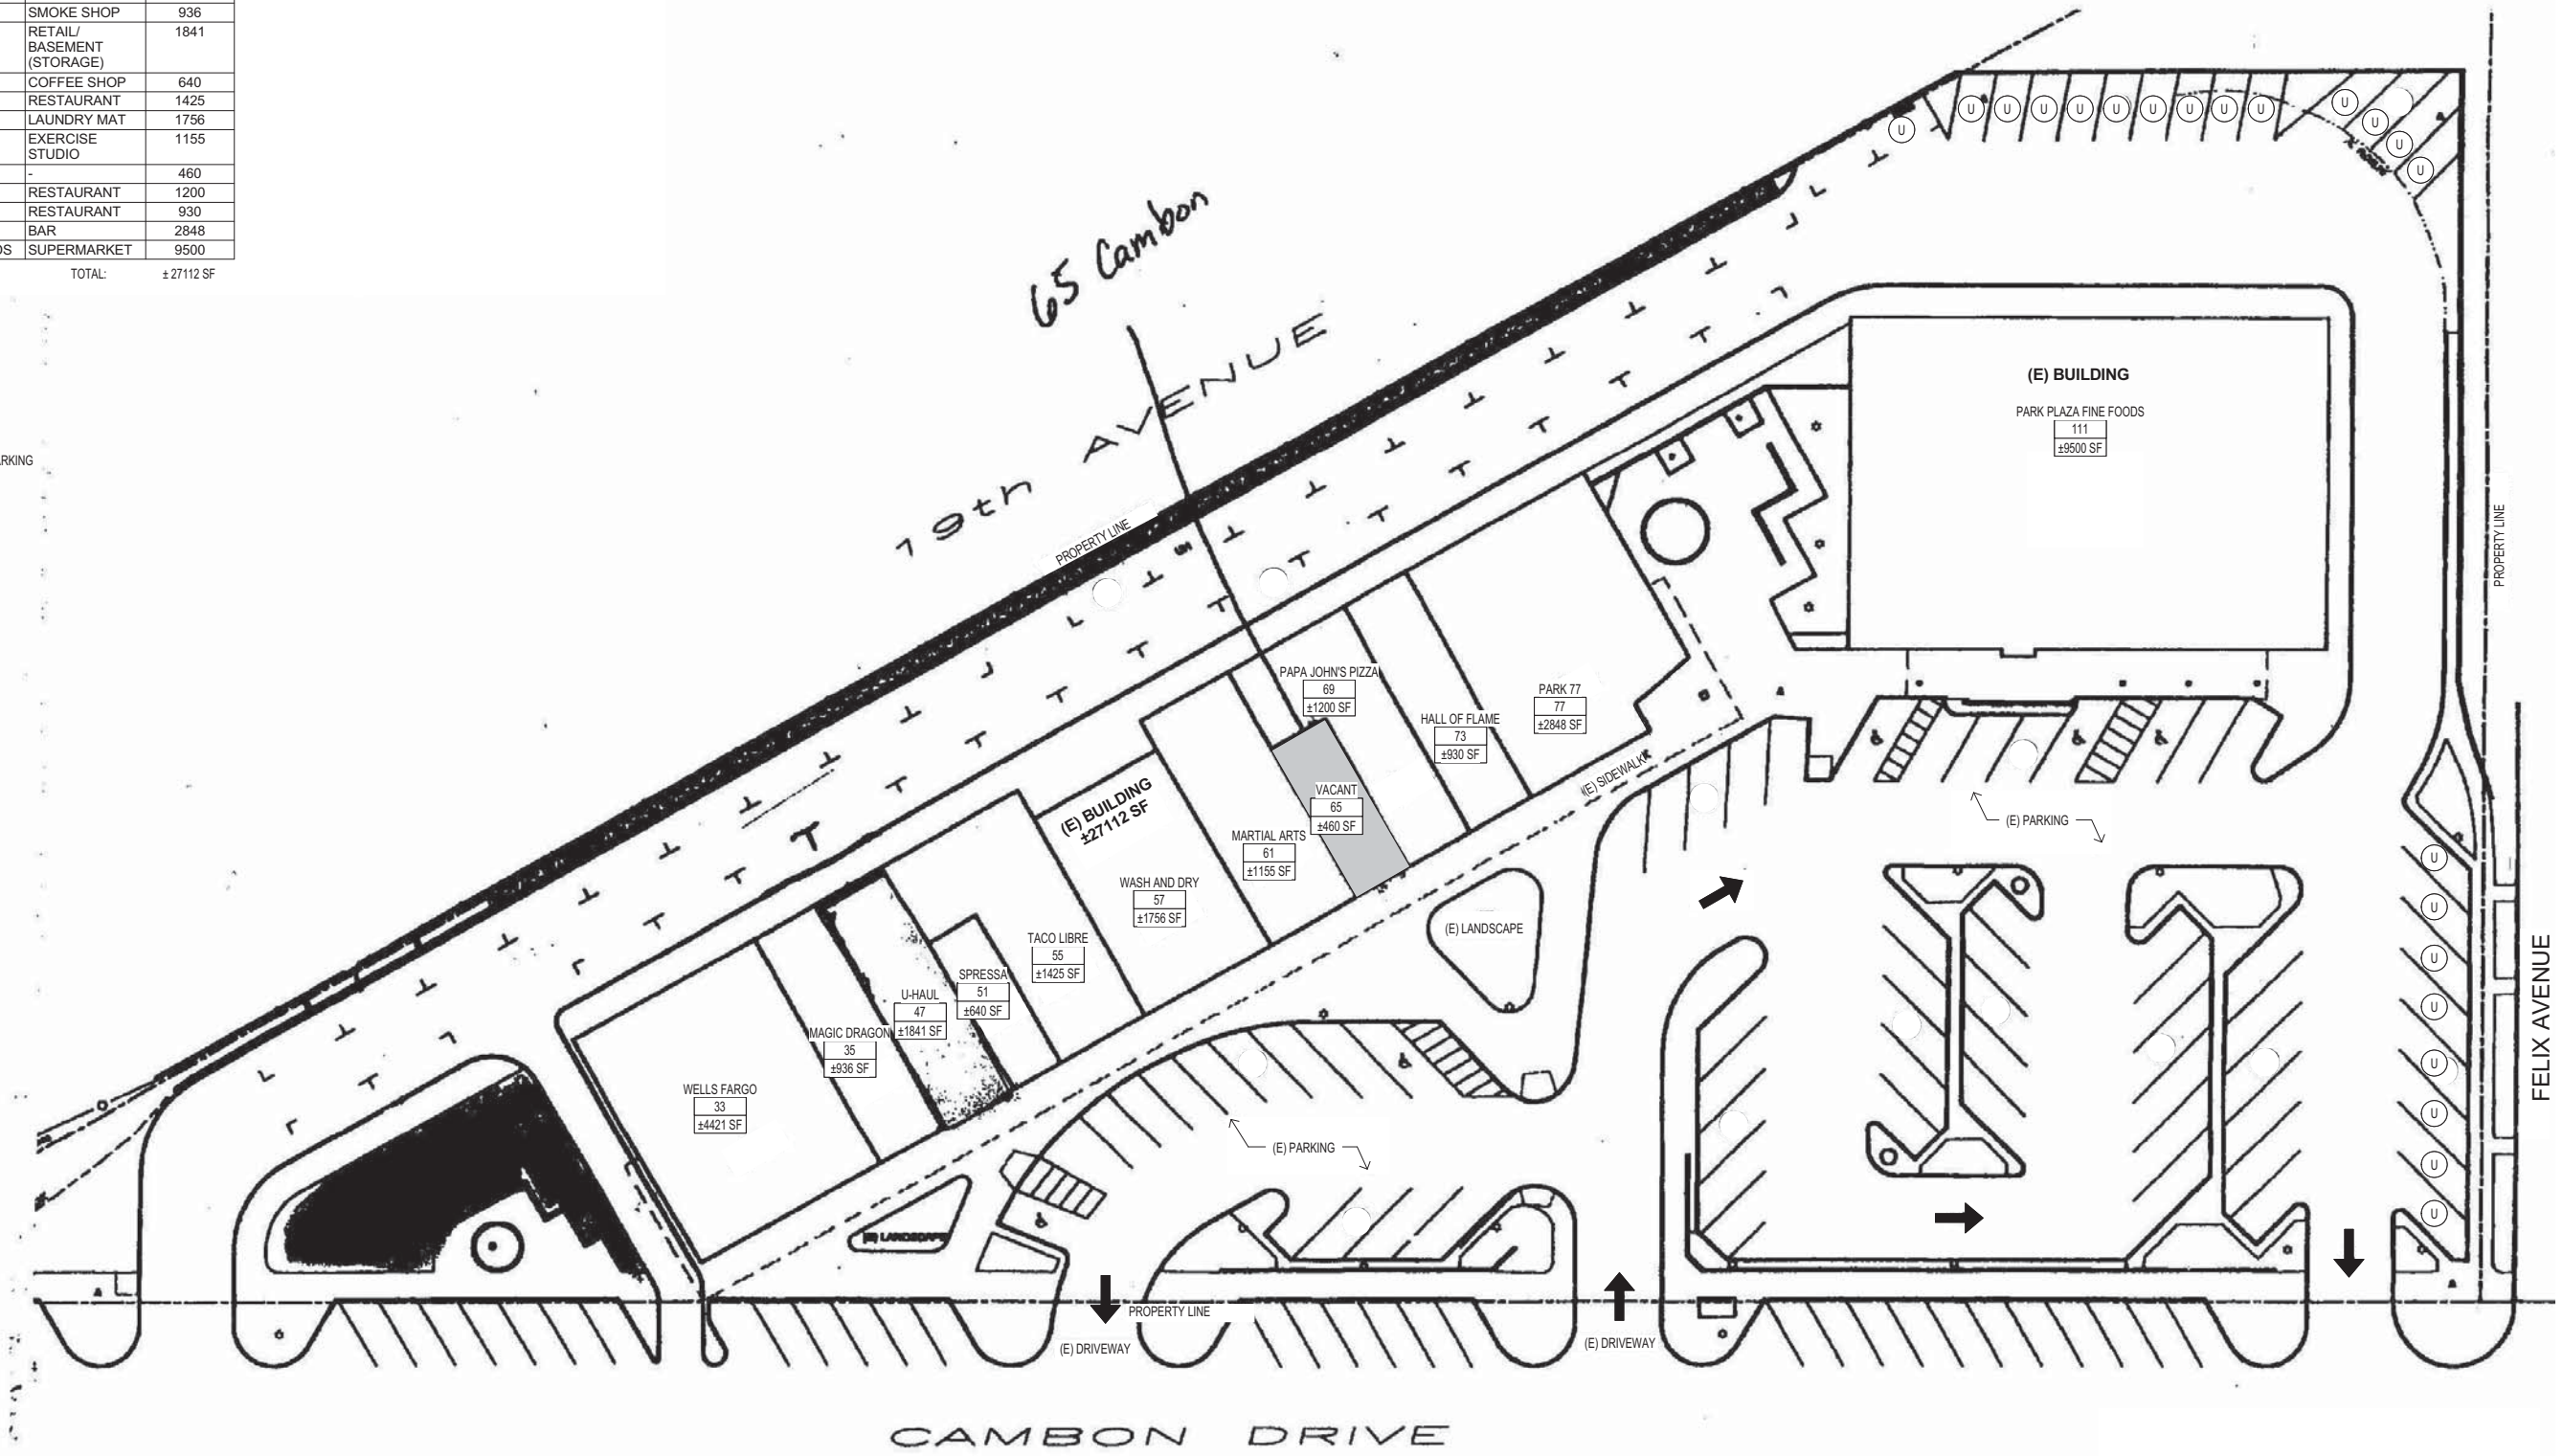 SMOKE SHOP 936
RETAIL/ 1841
BASEMENT
(STORAGE)
COFFEE SHOP 640
RESTAURANT 1425
LAUNDRY MAT 1756
EXERCISE 1155
STUDIO
- 460
RESTAURANT 1200
RESTAURANT 930
BAR 2848
DS SUPERMARKET 9500
TOTAL: ± 27112 SF
ARKING
65 Cambon
19th AVENUE
PROPERTY LINE
U U U U U U U U U U
U
U
U
U
(E) BUILDING
PARK PLAZA FINE FOODS
111
±9500 SF
PROPERTY LINE
PAPA JOHN'S PIZZA
69
±1200 SF
PARK 77
77
±2848 SF
HALL OF FLAME
73
±930 SF
(E) SIDEWALK
VACANT
65
±460 SF
(E) BUILDING
±27112 SF
MARTIAL ARTS
61
±1155 SF
WASH AND DRY
57
±1756 SF
TACO LIBRE
55
±1425 SF
SPRESSA
51
±640 SF
U-HAUL
47
±1841 SF
MAGIC DRAGON
35
±936 SF
WELLS FARGO
33
±4421 SF
(E) LANDSCAPE
(E) PARKING
(E) PARKING
(E) LANDSCAPE
U
U
U
U
U
U
U
U
FELIX AVENUE
PROPERTY LINE
(E) DRIVEWAY
(E) DRIVEWAY
CAMBON DRIVE